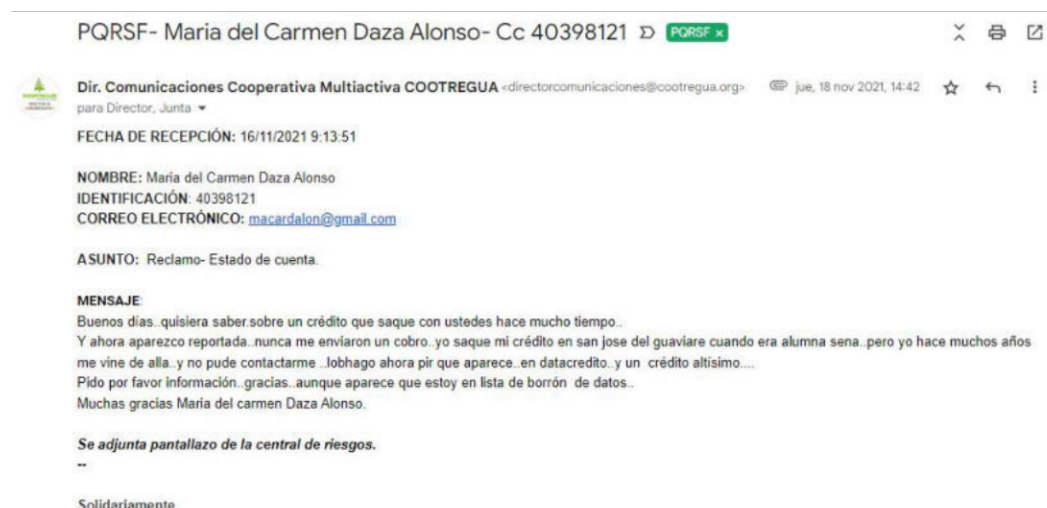 PQRSF- Maria del Carmen Daza Alonso- Cc 40398121 PQRSF ×
Dir. Comunicaciones Cooperativa Multiactiva COOTREGUA <directorcomunicaciones@cootregua.org> jue, 18 nov 2021, 14:42
para Director, Junta
FECHA DE RECEPCIÓN: 16/11/2021 9:13:51
NOMBRE: Maria del Carmen Daza Alonso
IDENTIFICACIÓN: 40398121
CORREO ELECTRÓNICO: macardalon@gmail.com
ASUNTO: Reclamo- Estado de cuenta.
MENSAJE:
Buenos días..quisiera saber.sobre un crédito que saque con ustedes hace mucho tiempo..
Y ahora aparezco reportada..nunca me enviaron un cobro..yo saque mi crédito en san jose del guaviare cuando era alumna sena..pero yo hace muchos años
me vine de alla..y no pude contactarme ..lobhago ahora pir que aparece..en datacredito..y un crédito altísimo....
Pido por favor información..gracias..aunque aparece que estoy en lista de borrón de datos..
Muchas gracias Maria del carmen Daza Alonso.
Se adjunta pantallazo de la central de riesgos.
--
Solidariamente